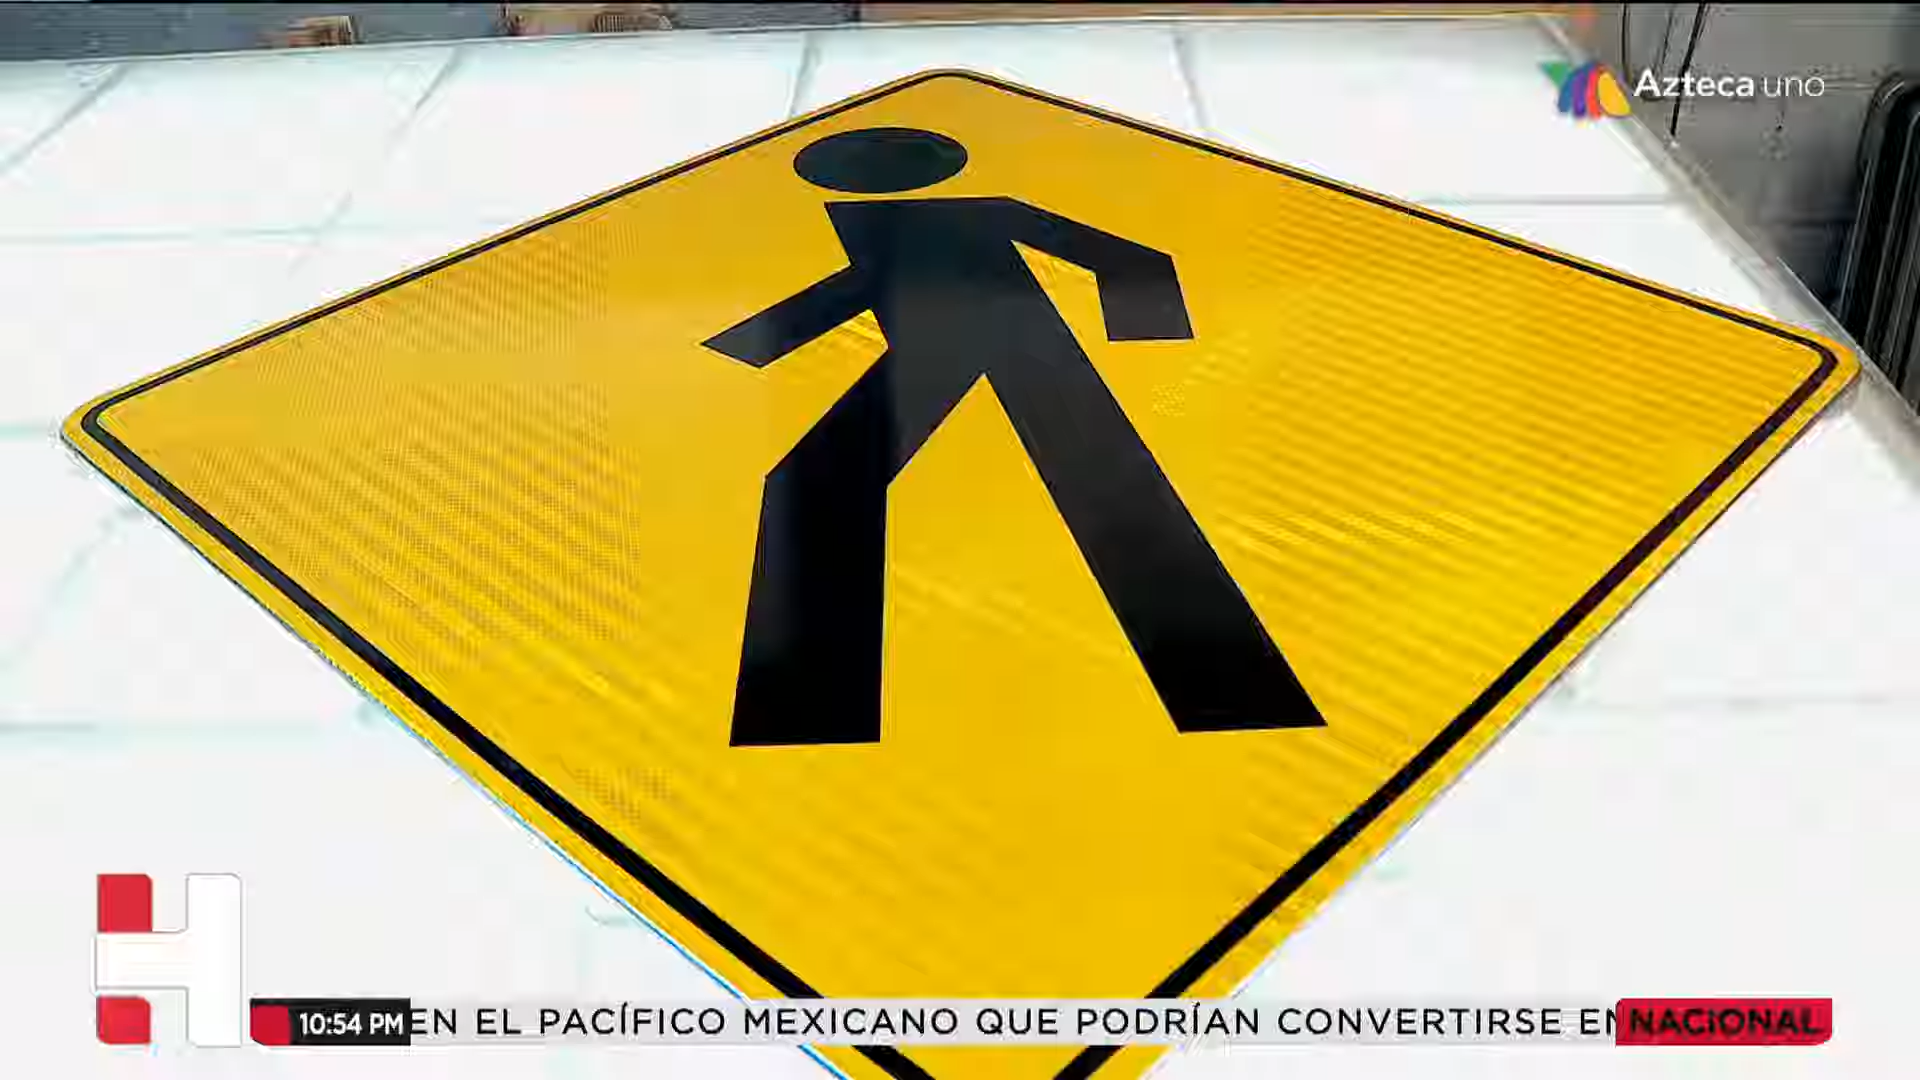 Azteca uno
H
10:54 PM EN EL PACÍFICO MEXICANO QUE PODRÍAN CONVERTIRSE EN NACIONAL